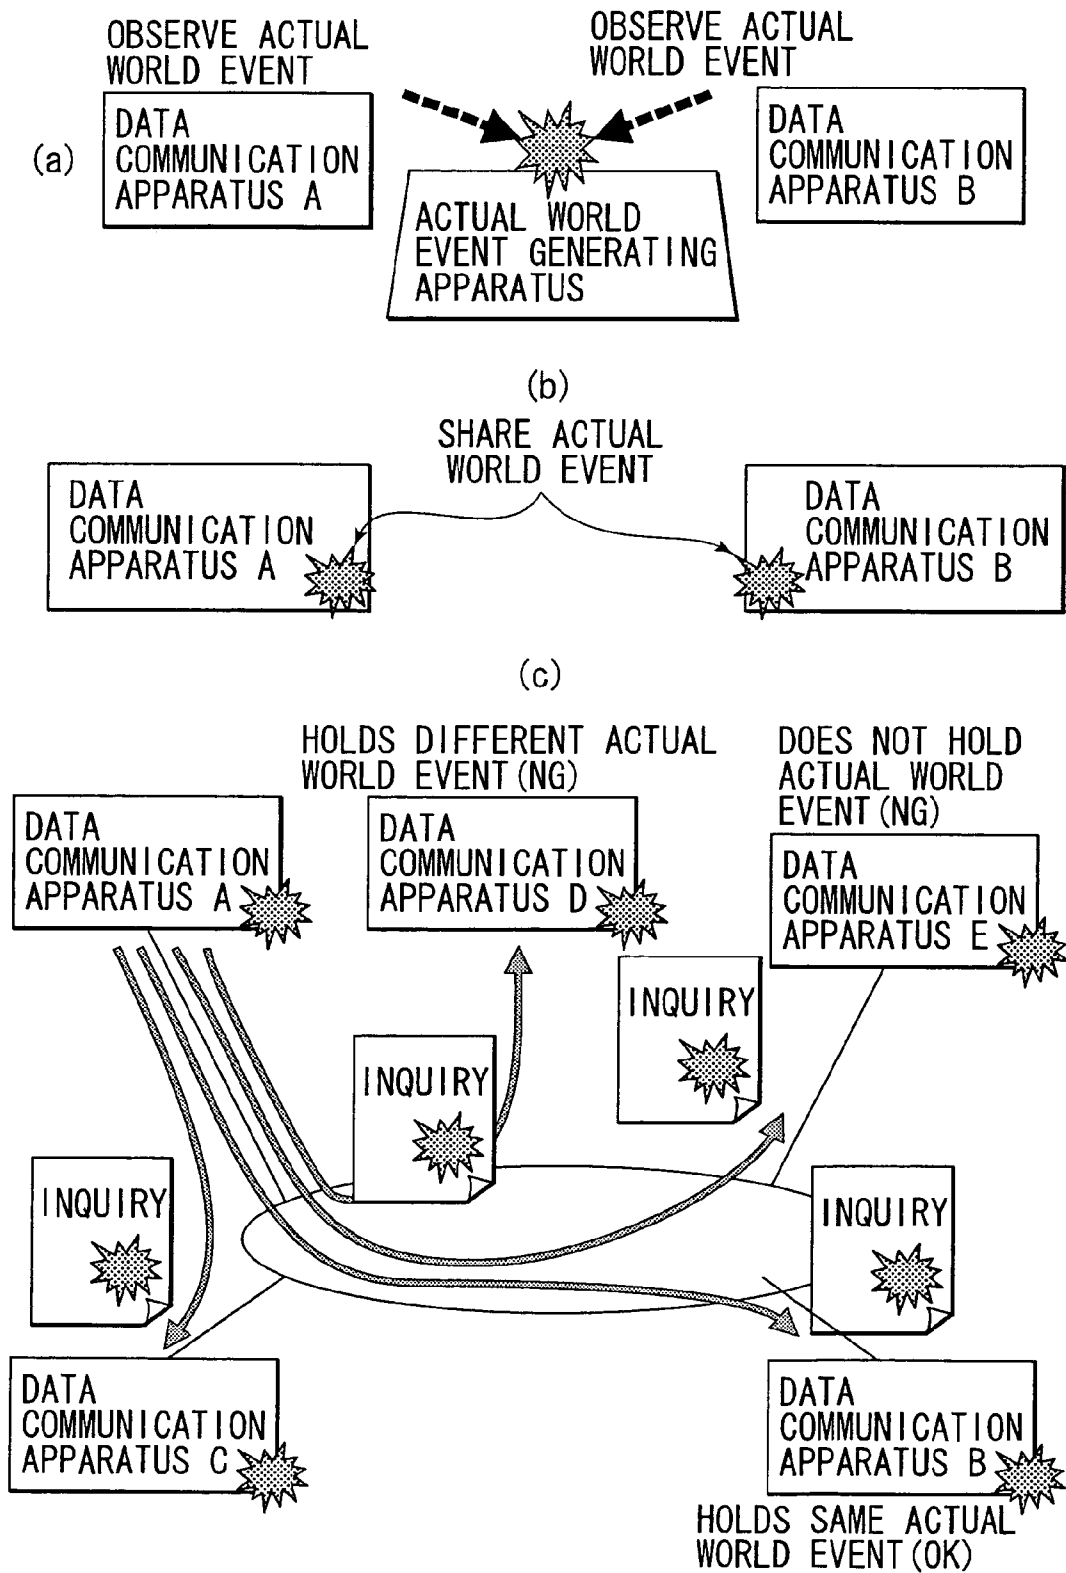 OBSERVE ACTUAL
WORLD EVENT
OBSERVE ACTUAL
WORLD EVENT
(a)
DATA
COMMUNICATION
APPARATUS A
DATA
COMMUNICATION
APPARATUS B
ACTUAL WORLD
EVENT GENERATING
APPARATUS
(b)
SHARE ACTUAL
WORLD EVENT
DATA
COMMUNICATION
APPARATUS A
DATA
COMMUNICATION
APPARATUS B
(c)
HOLDS DIFFERENT ACTUAL
WORLD EVENT(NG)
DOES NOT HOLD
ACTUAL WORLD
EVENT(NG)
DATA
COMMUNICATION
APPARATUS A
DATA
COMMUNICATION
APPARATUS D
DATA
COMMUNICATION
APPARATUS E
INQUIRY
INQUIRY
INQUIRY
INQUIRY
DATA
COMMUNICATION
APPARATUS C
DATA
COMMUNICATION
APPARATUS B
HOLDS SAME ACTUAL
WORLD EVENT(OK)